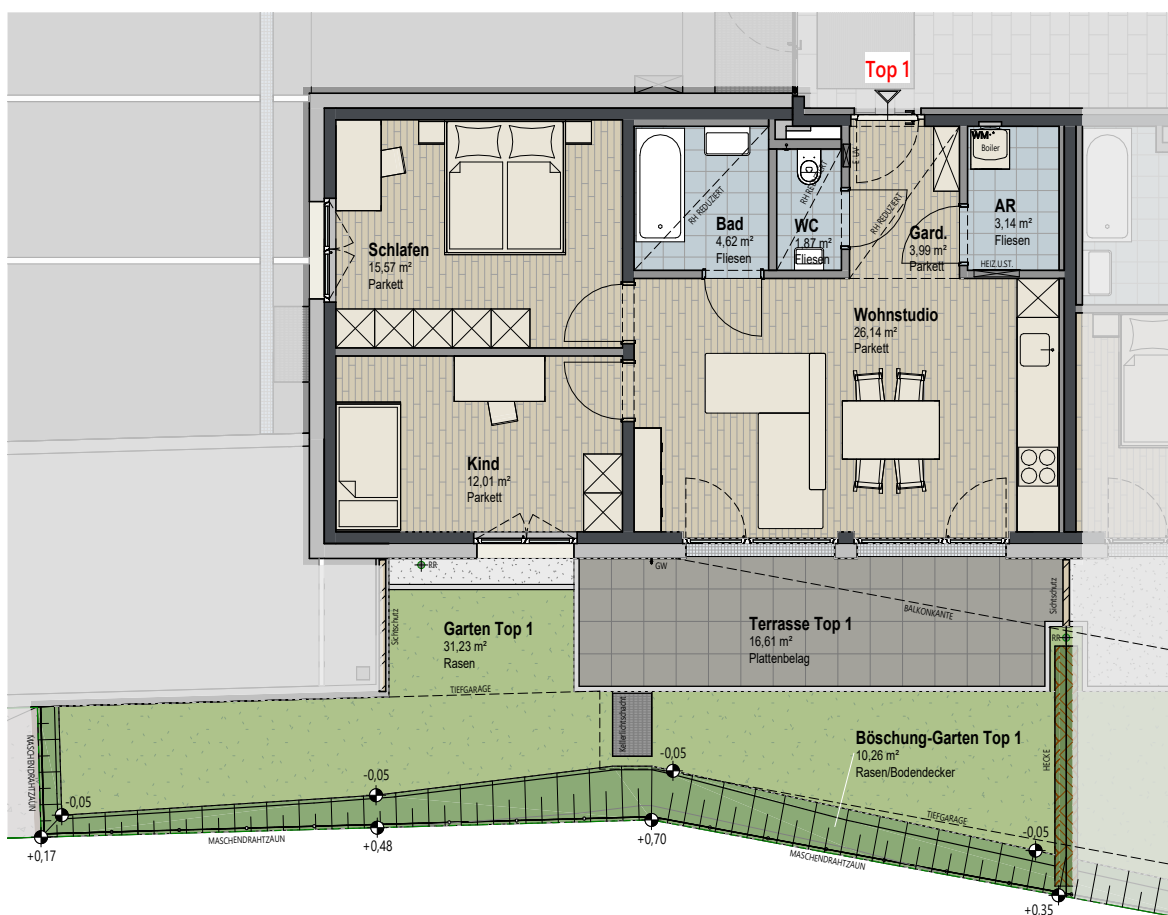 Top 1
WM
Boiler
E UV
RH REDUZIERT
RH REDUZIERT
RH REDUZIERT
Bad
4,62 m²
Fliesen
WC
1,87 m²
Fliesen
Gard.
3,99 m²
Parkett
AR
3,14 m²
Fliesen
HEIZ.UST.
Schlafen
15,57 m²
Parkett
Wohnstudio
26,14 m²
Parkett
Kind
12,01 m²
Parkett
RR
GW
BALKONKANTE
Sichtschutz
Sichtschutz
Garten Top 1
31,23 m²
Rasen
Terrasse Top 1
16,61 m²
Plattenbelag
RR
TIEFGARAGE
Kellerlichtschacht
Böschung-Garten Top 1
10,26 m²
Rasen/Bodendecker
HECKE
MASCHENDRAHTZAUN
-0,05
-0,05
-0,05
-0,05
TIEFGARAGE
+0,17
MASCHENDRAHTZAUN
+0,48
+0,70
MASCHENDRAHTZAUN
+0,35